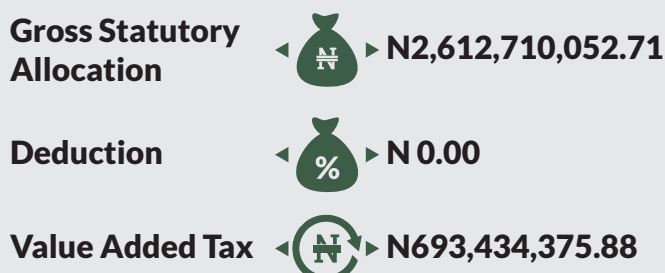 Gross Statutory
Allocation
₦
N2,612,710,052.71
Deduction
%
N 0.00
Value Added Tax
₦
N693,434,375.88